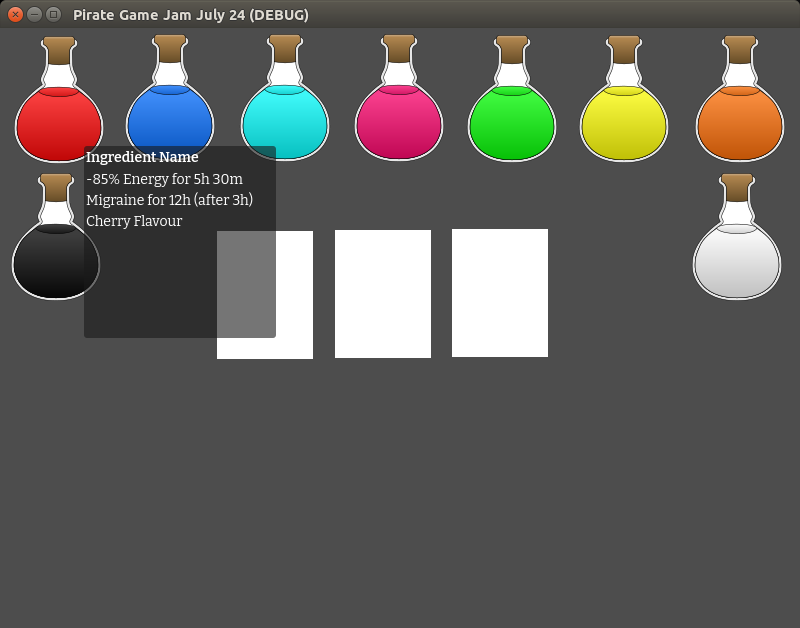 Pirate Game Jam July 24 (DEBUG)
Ingredient Name
-85% Energy for 5h 30m
Migraine for 12h (after 3h)
Cherry Flavour